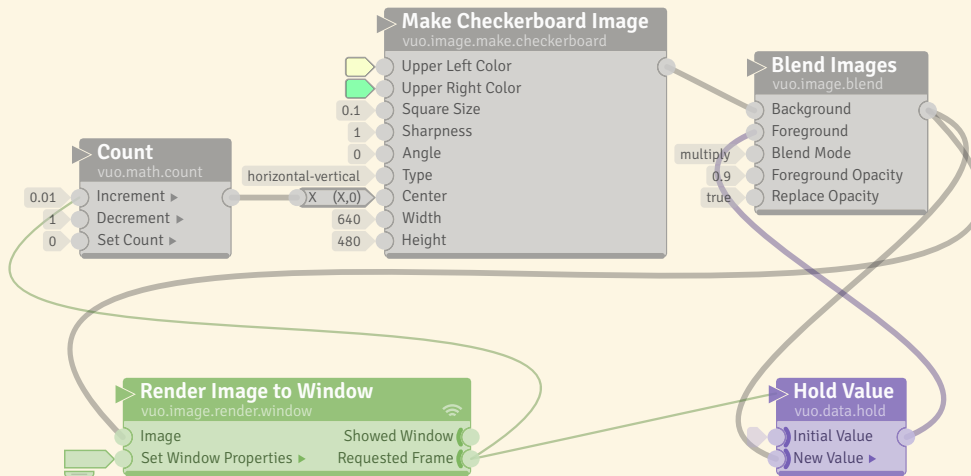 Make Checkerboard Image
vuo.image.make.checkerboard
Upper Left Color
Upper Right Color
0.1 Square Size
1 Sharpness
0 Angle
horizontal-vertical Type
X (X,0) Center
640 Width
480 Height
Blend Images
vuo.image.blend
Background
Foreground
multiply Blend Mode
0.9 Foreground Opacity
true Replace Opacity
Count
vuo.math.count
0.01 Increment ▸
1 Decrement ▸
0 Set Count ▸
Render Image to Window
vuo.image.render.window
Image Showed Window
Set Window Properties ▸ Requested Frame
Hold Value
vuo.data.hold
Initial Value
New Value ▸